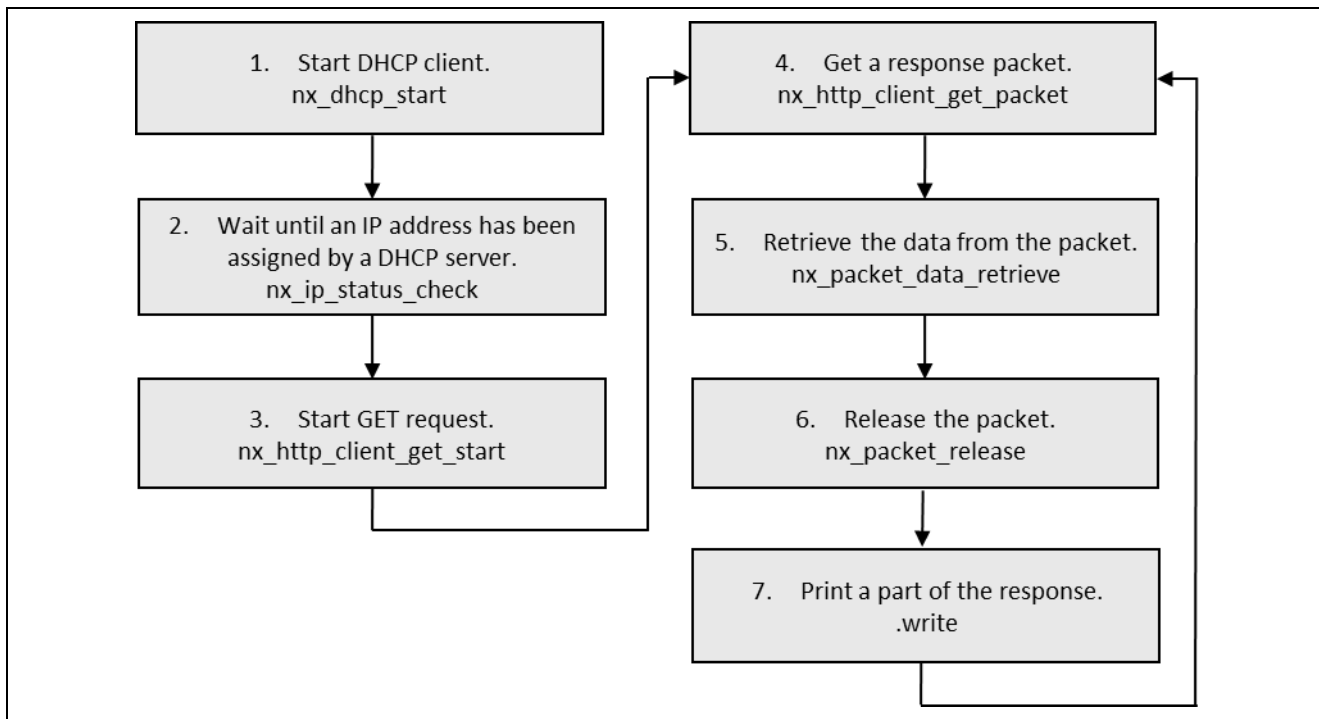 1. Start DHCP client.
nx_dhcp_start
2. Wait until an IP address has been
assigned by a DHCP server.
nx_ip_status_check
3. Start GET request.
nx_http_client_get_start
4. Get a response packet.
nx_http_client_get_packet
5. Retrieve the data from the packet.
nx_packet_data_retrieve
6. Release the packet.
nx_packet_release
7. Print a part of the response.
.write